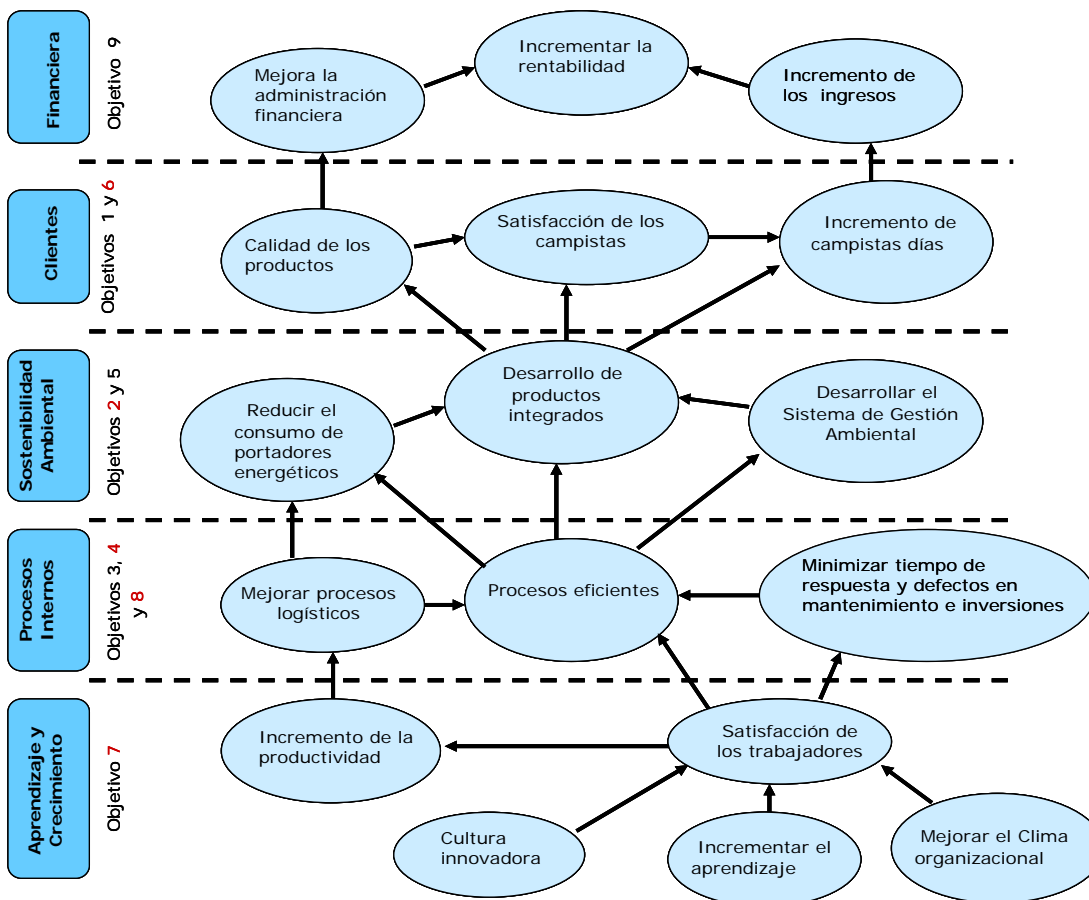 Financiera
Objetivo 9
Mejora la
administración
financiera
Incrementar la
rentabilidad
Incremento de
los ingresos
Clientes
Objetivos 1 y 6
Calidad de los
productos
Satisfacción de los
campistas
Incremento de
campistas días
Sostenibilidad
Ambiental
Objetivos 2 y 5
Reducir el
consumo de
portadores
energéticos
Desarrollo de
productos
integrados
Desarrollar el
Sistema de Gestión
Ambiental
Procesos
Internos
Objetivos 3, 4
y 8
Mejorar procesos
logísticos
Procesos eficientes
Minimizar tiempo de
respuesta y defectos en
mantenimiento e inversiones
Aprendizaje y
Crecimiento
Objetivo 7
Incremento de la
productividad
Satisfacción de
los trabajadores
Cultura
innovadora
Incrementar el
aprendizaje
Mejorar el Clima
organizacional